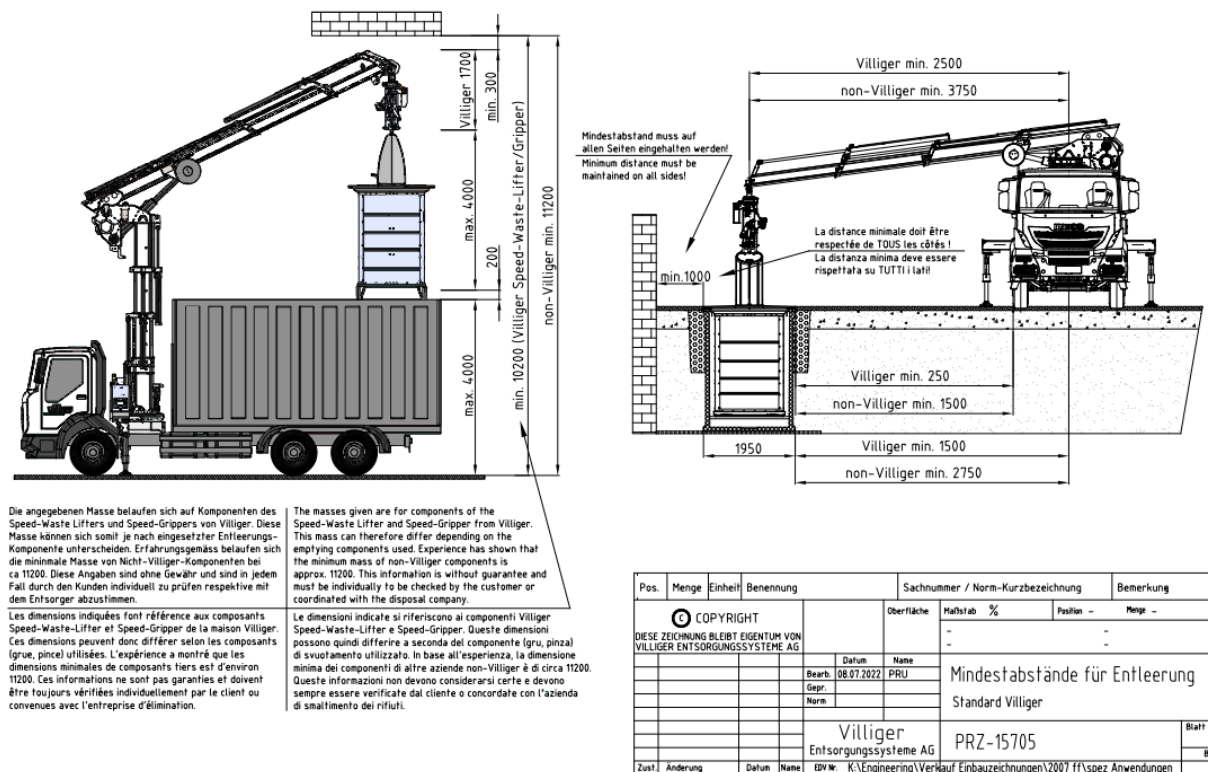 Villiger 1700
min. 300
max. 4000
200
max. 4000
min. 10200 (Villiger Speed-Waste-Lifter/Gripper)
non-Villiger min. 11200
Villiger min. 2500
non-Villiger min. 3750
Mindestabstand muss auf
allen Seiten eingehalten werden!
Minimum distance must be
maintained on all sides!
La distance minimale doit être
respectée de TOUS les côtés !
La distanza minima deve essere
rispettata su TUTTI i lati!
min.1000
Villiger min. 250
non-Villiger min. 1500
1950
Villiger min. 1500
non-Villiger min. 2750
Die angegebenen Masse belaufen sich auf Komponenten des
Speed-Waste Lifters und Speed-Grippers von Villiger. Diese
Masse können sich somit je nach eingesetzter Entleerungs-
Komponente unterscheiden. Erfahrungsgemäss belaufen sich
die mininmale Masse von Nicht-Villiger-Komponenten bei
ca 11200. Diese Angaben sind ohne Gewähr und sind in jedem
Fall durch den Kunden individuell zu prüfen respektive mit
dem Entsorger abzustimmen.
The masses given are for components of the
Speed-Waste Lifter and Speed-Gripper from Villiger.
This mass can therefore differ depending on the
emptying components used. Experience has shown that
the minimum mass of non-Villiger components is
approx. 11200. This information is without guarantee and
must be individually to be checked by the customer or
coordinated with the disposal company.
Les dimensions indiquées font référence aux composants
Speed-Waste-Lifter et Speed-Gripper de la maison Villiger.
Ces dimensions peuvent donc différer selon les composants
(grue, pince) utilisées. L'expérience a montré que les
dimensions minimales de composants tiers est d'environ
11200. Ces informations ne sont pas garanties et doivent
être toujours vérifiées individuellement par le client ou
convenues avec l'entreprise d'élimination.
Le dimensioni indicate si riferiscono ai componenti Villiger
Speed-Waste-Lifter e Speed-Gripper. Queste dimensioni
possono quindi differire a seconda del componente (gru, pinza)
di svuotamento utilizzato. In base all'esperienza, la dimensione
minima dei componenti di altre aziende non-Villiger è di circa 11200.
Queste informazioni non devono considerarsi certe e devono
sempre essere verificate dal cliente o concordate con l'azienda
di smaltimento dei rifiuti.
Pos. Menge Einheit Benennung Sachnummer / Norm-Kurzbezeichnung Bemerkung
C COPYRIGHT
DIESE ZEICHNUNG BLEIBT EIGENTUM VON
VILLIGER ENTSORGUNGSSYSTEME AG
Oberfläche Maßstab % Position - Menge -
- -
- -
Datum Name
Bearb. 08.07.2022 PRU
Gepr.
Norm
Mindestabstände für Entleerung
Standard Villiger
Villiger
Entsorgungssysteme AG
PRZ-15705
Blatt
Zust. Änderung Datum Name EDV Nr. K:\Engineering\Verkauf Einbauzeichnungen\2007 ff\spez Anwendungen